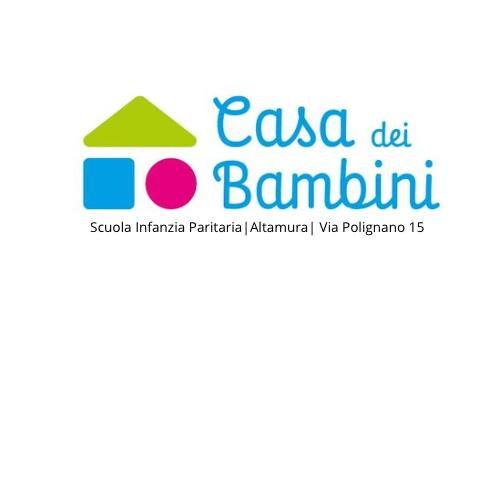 Casa dei
Bambini
Scuola Infanzia Paritaria|Altamura| Via Polignano 15